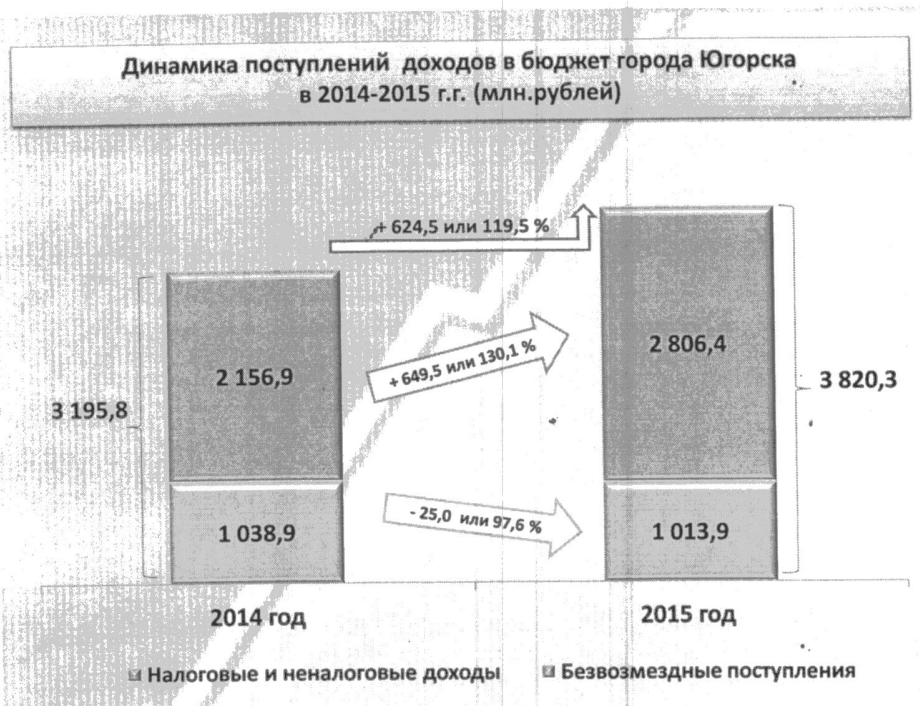 Динамика поступлений доходов в бюджет города Югорска
в 2014-2015 г.г. (млн.рублей)
+ 624,5 или 119,5 %
2 156,9
+ 649,5 или 130,1 %
2 806,4
3 195,8
3 820,3
1 038,9
- 25,0 или 97,6 %
1 013,9
2014 год
2015 год
Налоговые и неналоговые доходы
Безвозмездные поступления